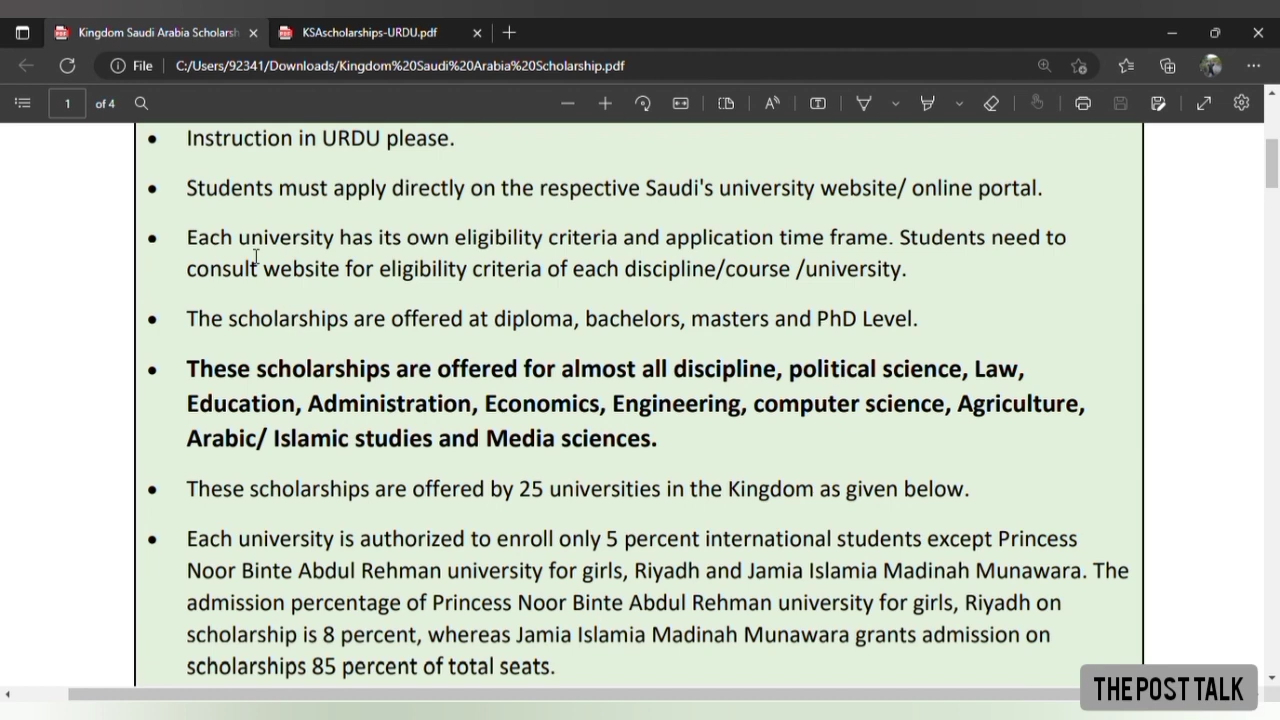 Kingdom Saudi Arabia Scholarsh
KSAscholarships-URDU.pdf
File
C:/Users/92341/Downloads/Kingdom%20Saudi%20Arabia%20Scholarship.pdf
1 of 4
• Instruction in URDU please.
• Students must apply directly on the respective Saudi's university website/ online portal.
• Each university has its own eligibility criteria and application time frame. Students need to
consult website for eligibility criteria of each discipline/course /university.
• The scholarships are offered at diploma, bachelors, masters and PhD Level.
• These scholarships are offered for almost all discipline, political science, Law,
Education, Administration, Economics, Engineering, computer science, Agriculture,
Arabic/ Islamic studies and Media sciences.
• These scholarships are offered by 25 universities in the Kingdom as given below.
• Each university is authorized to enroll only 5 percent international students except Princess
Noor Binte Abdul Rehman university for girls, Riyadh and Jamia Islamia Madinah Munawara. The
admission percentage of Princess Noor Binte Abdul Rehman university for girls, Riyadh on
scholarship is 8 percent, whereas Jamia Islamia Madinah Munawara grants admission on
scholarships 85 percent of total seats.
THE POST TALK